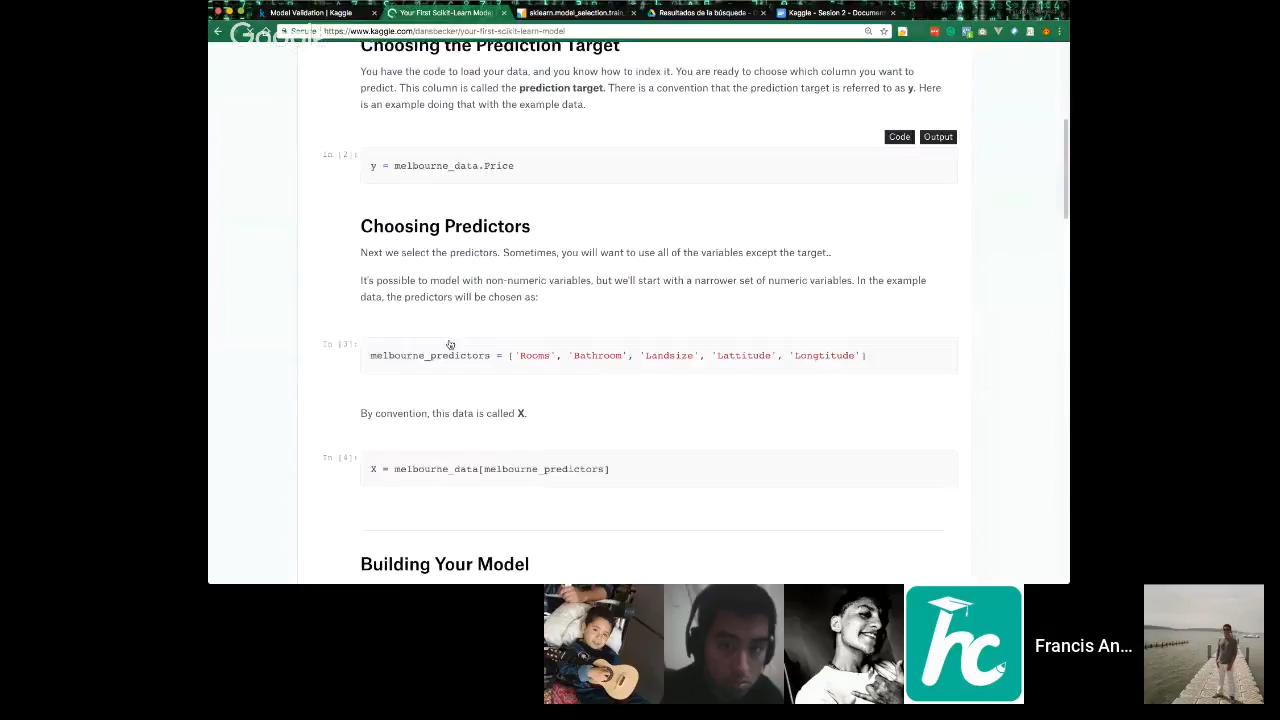 Model Validation | Kaggle
Your First Scikit-Learn Mode
sklearn.model_selection.train
Resultados de la búsqueda -
Kaggle - Sesion 2 - Document
Google
Secure
https://www.kaggle.com/dansbecker/your-first-scikit-learn-model
Choosing the Prediction Target
You have the code to load your data, and you know how to index it. You are ready to choose which column you want to
predict. This column is called the prediction target. There is a convention that the prediction target is referred to as y. Here
is an example doing that with the example data.
Code
Output
In [2]:
y = melbourne_data.Price
Choosing Predictors
Next we select the predictors. Sometimes, you will want to use all of the variables except the target..
It's possible to model with non-numeric variables, but we'll start with a narrower set of numeric variables. In the example
data, the predictors will be chosen as:
In [3]:
melbourne_predictors = ['Rooms', 'Bathroom', 'Landsize', 'Lattitude', 'Longtitude']
By convention, this data is called X.
In [4]:
X = melbourne_data[melbourne_predictors]
Building Your Model
hc
Francis An...